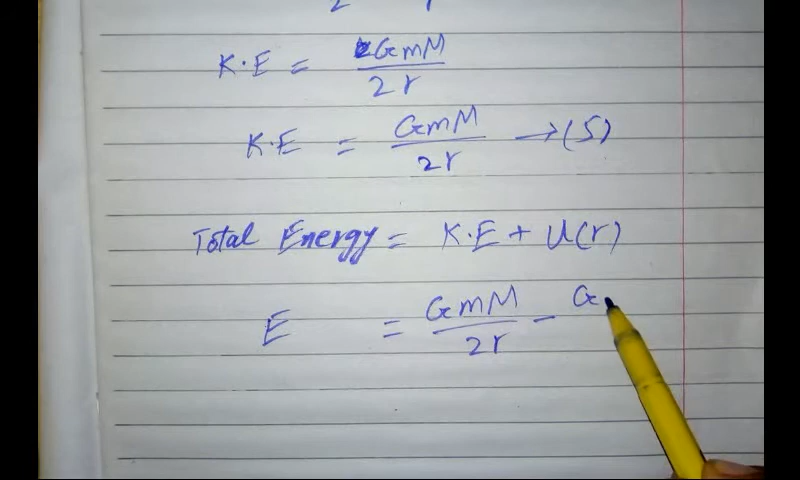 K.E = GmM / 2r
K.E = GmM / 2r → (5)
Total Energy = K.E + U(r)
E = GmM / 2r - G